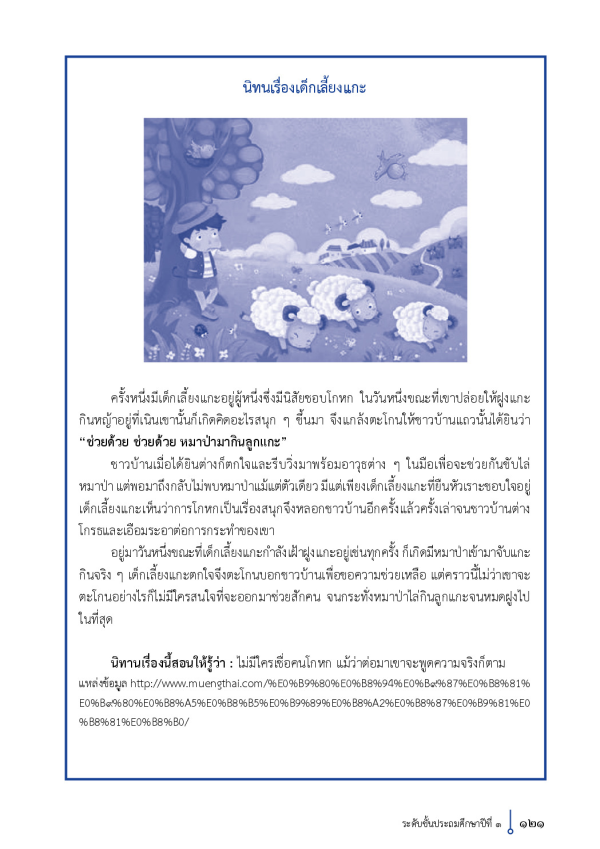 นิทนเรื่องเด็กเลี้ยงแกะ
ครั้งหนึ่งมีเด็กเลี้ยงแกะอยู่ผู้หนึ่งซึ่งมีนิสัยชอบโกหก ในวันหนึ่งขณะที่เขาปล่อยให้ฝูงแกะ
กินหญ้าอยู่ที่เนินเขานั้นก็เกิดคิดอะไรสนุก ๆ ขึ้นมา จึงแกล้งตะโกนให้ชาวบ้านแถวนั้นได้ยินว่า
“ช่วยด้วย ช่วยด้วย หมาป่ามากินลูกแกะ”
ชาวบ้านเมื่อได้ยินต่างก็ตกใจและรีบวิ่งมาพร้อมอาวุธต่าง ๆ ในมือเพื่อจะช่วยกันขับไล่
หมาป่า แต่พอมาถึงกลับไม่พบหมาป่าแม้แต่ตัวเดียว มีแต่เพียงเด็กเลี้ยงแกะที่ยืนหัวเราะชอบใจอยู่
เด็กเลี้ยงแกะเห็นว่าการโกหกเป็นเรื่องสนุกจึงหลอกชาวบ้านอีกครั้งแล้วครั้งเล่าจนชาวบ้านต่าง
โกรธและเอือมระอาต่อการกระทำของเขา
อยู่มาวันหนึ่งขณะที่เด็กเลี้ยงแกะกำลังเฝ้าฝูงแกะอยู่เช่นทุกครั้ง ก็เกิดมีหมาป่าเข้ามาจับแกะ
กินจริง ๆ เด็กเลี้ยงแกะตกใจจึงตะโกนบอกชาวบ้านเพื่อขอความช่วยเหลือ แต่คราวนี้ไม่ว่าเขาจะ
ตะโกนอย่างไรก็ไม่มีใครสนใจที่จะออกมาช่วยสักคน จนกระทั่งหมาป่าไล่กินลูกแกะจนหมดฝูงไป
ในที่สุด
นิทานเรื่องนี้สอนให้รู้ว่า : ไม่มีใครเชื่อคนโกหก แม้ว่าต่อมาเขาจะพูดความจริงก็ตาม
แหล่งข้อมูล http://www.muengthai.com/%E0%B9%80%E0%B8%94%E0%B๙%87%E0%B8%81%
E0%B๙%80%E0%B8%A5%E0%B8%B5%E0%B9%89%E0%B8%A2%E0%B8%87%E0%B9%81%E0
%B8%81%E0%B8%B0/
ระดับชั้นประถมศึกษาปีที่ ๑ ๑๒๑